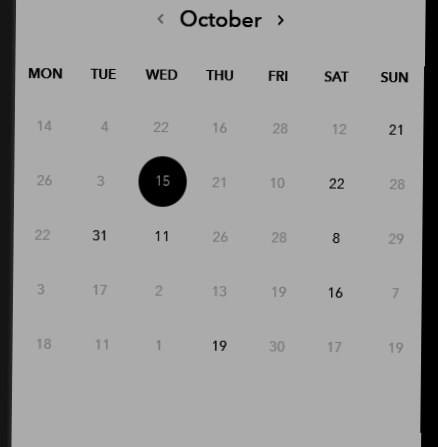 ‹ October ›
MON TUE WED THU FRI SAT SUN
14 4 22 16 28 12 21
26 3 15 21 10 22 28
22 31 11 26 28 8 29
3 17 2 13 19 16 7
18 11 1 19 30 17 19